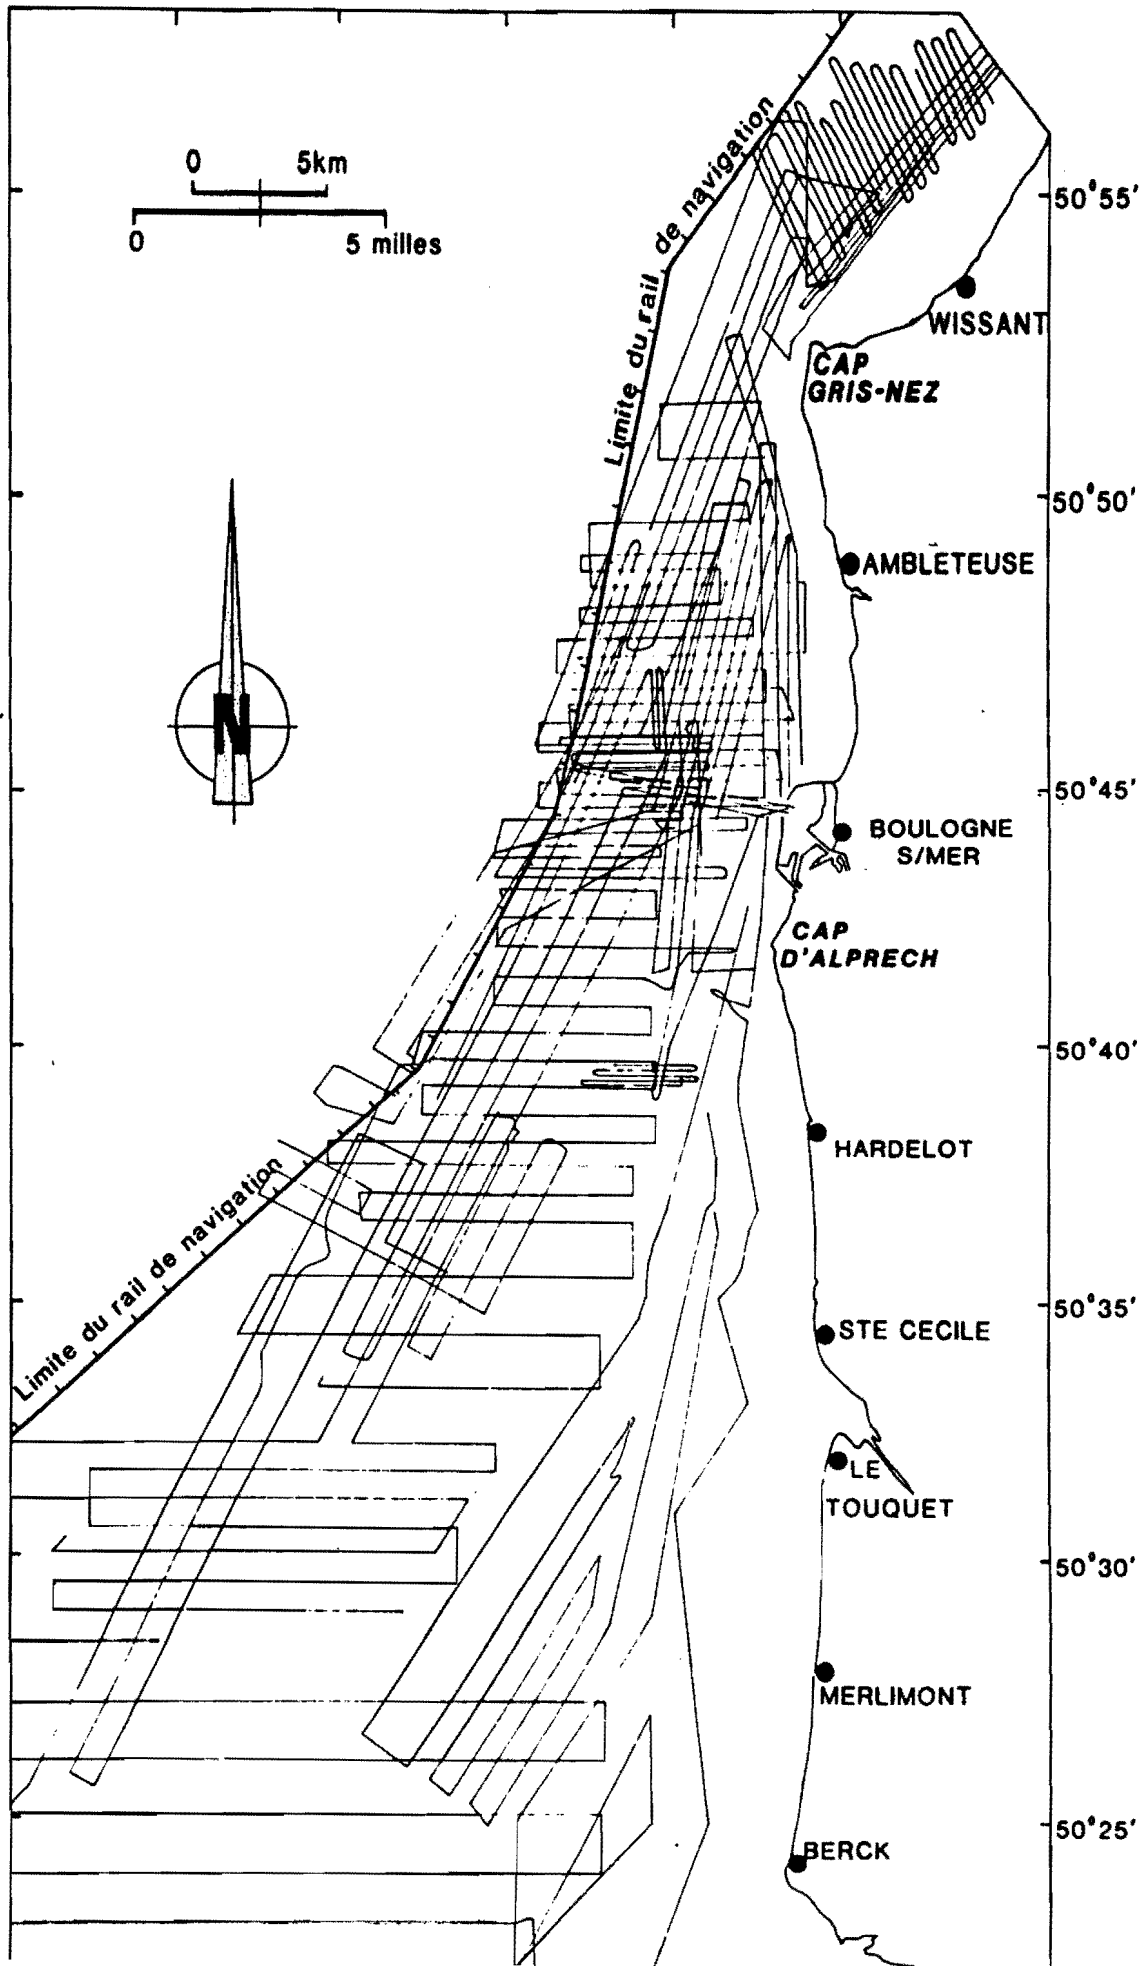 0 5km
0 5 milles
Limite du rail de navigation
50°55'
WISSANT
CAP
GRIS-NEZ
50°50'
AMBLETEUSE
N
50°45'
BOULOGNE
S/MER
CAP
D'ALPRECH
50°40'
HARDELOT
Limite du rail de navigation
50°35'
STE CECILE
LE
TOUQUET
50°30'
MERLIMONT
50°25'
BERCK